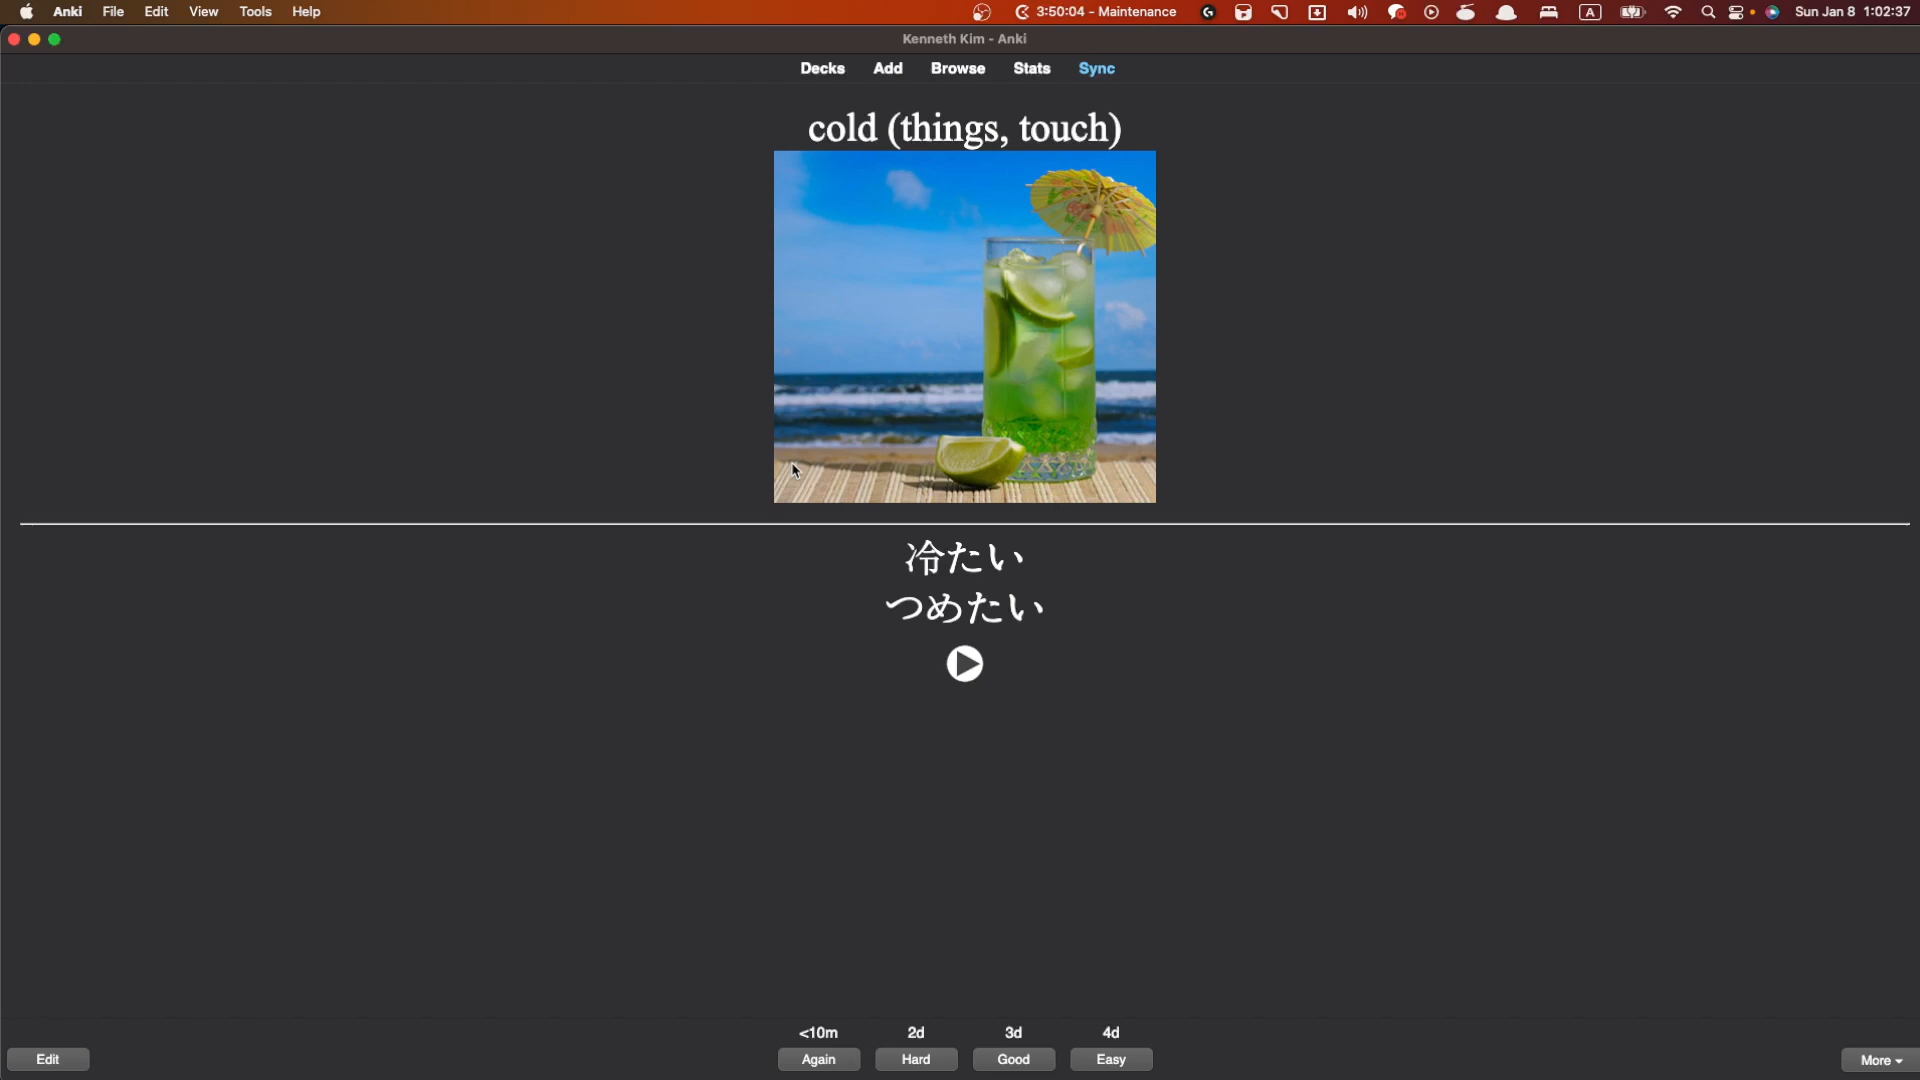 Anki File Edit View Tools Help 3:50:04 - Maintenance A Sun Jan 8 1:02:37
Kenneth Kim - Anki
Decks Add Browse Stats Sync
cold (things, touch)
冷たい
つめたい
<10m 2d 3d 4d
Edit Again Hard Good Easy More